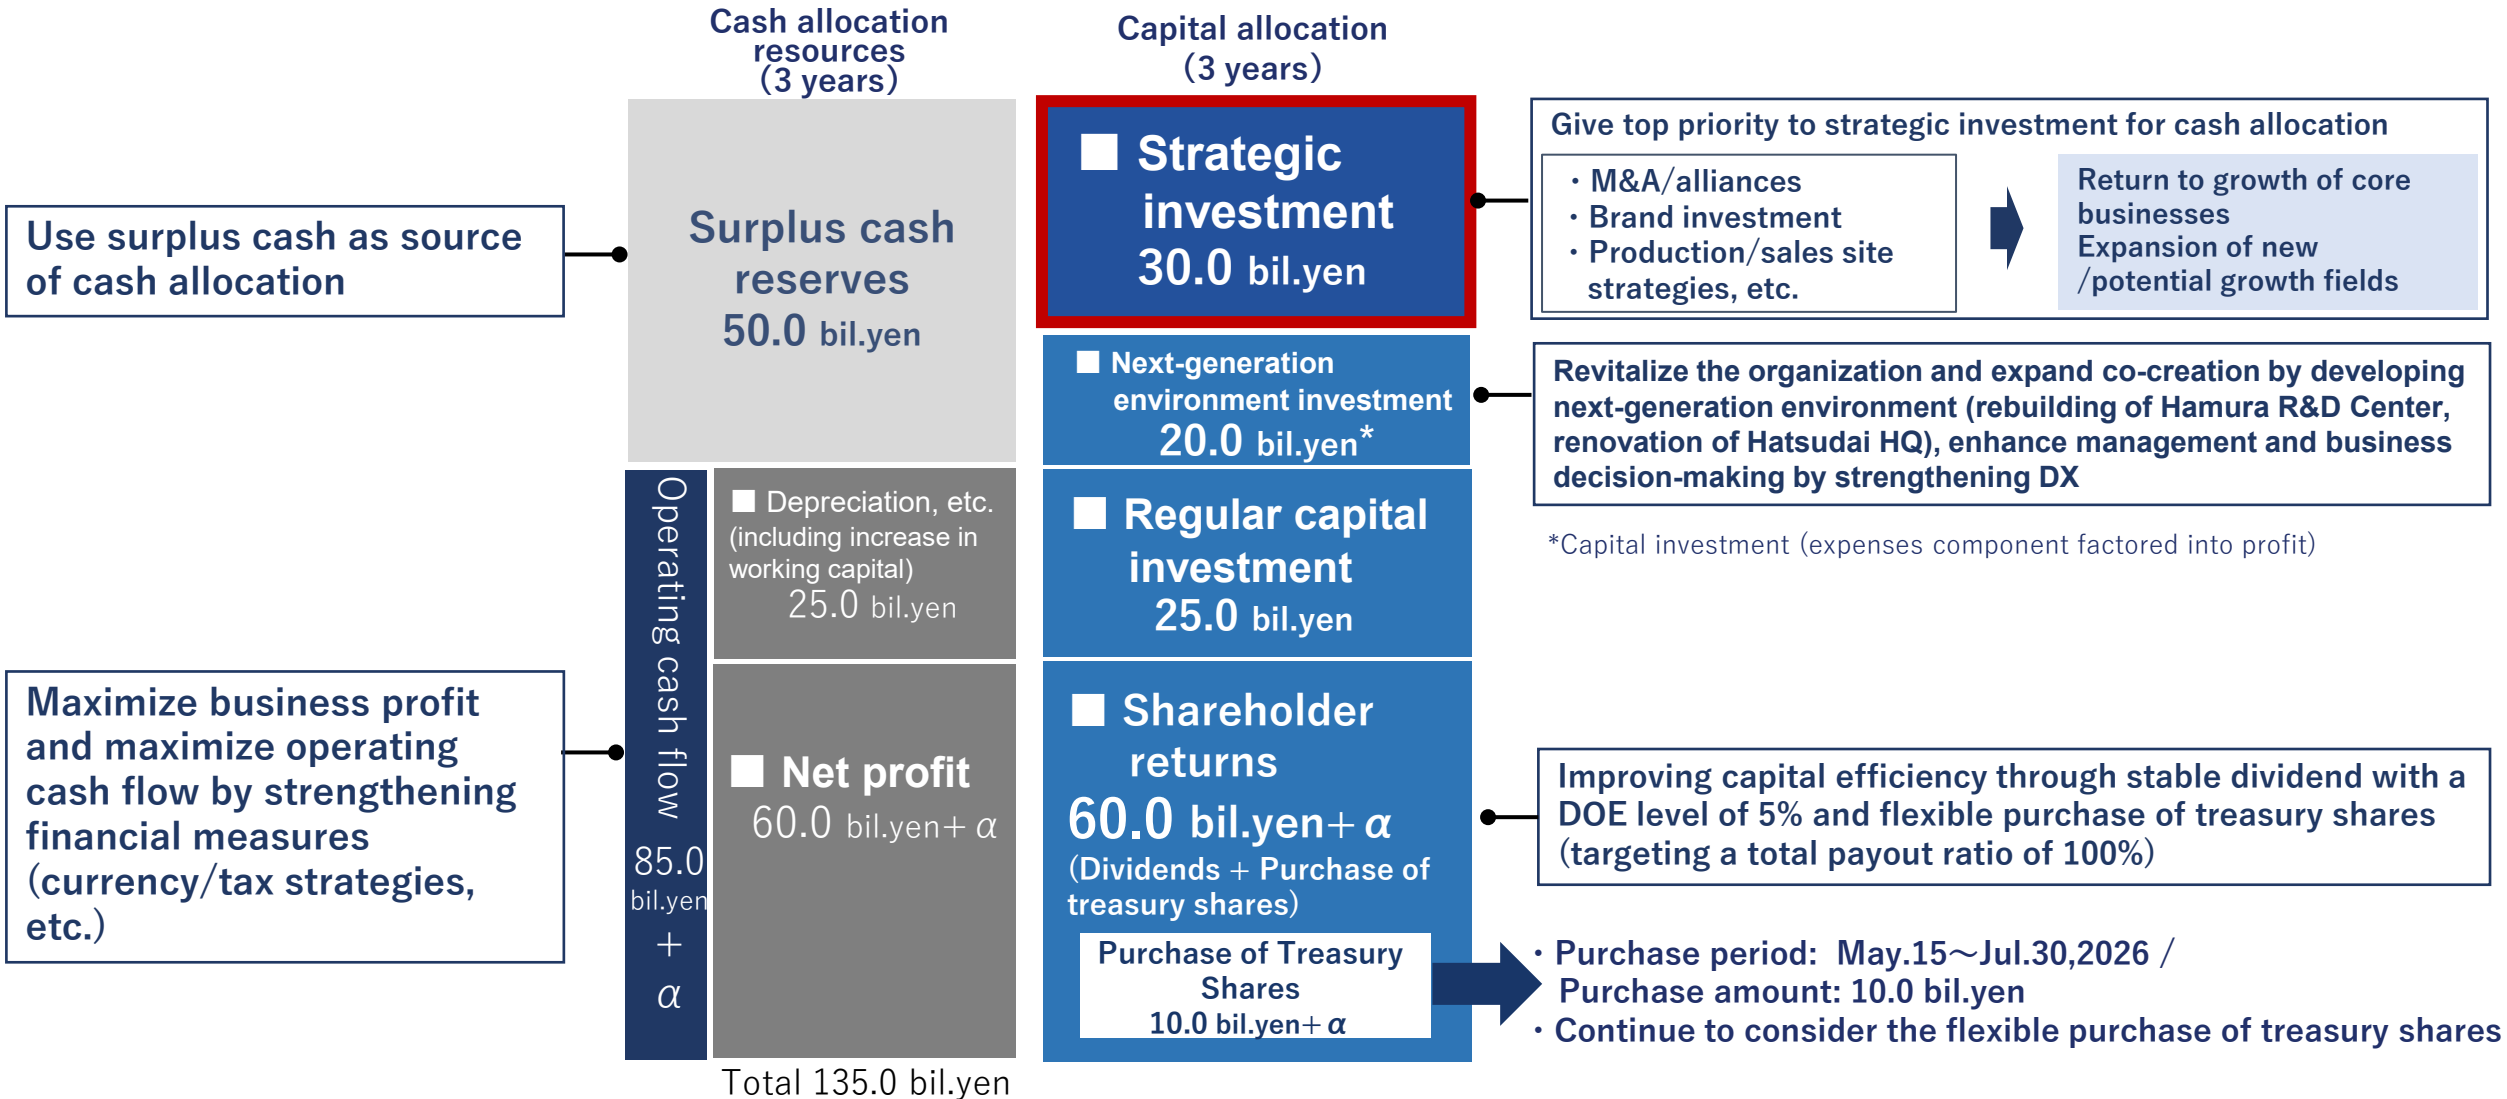 Cash allocation
resources
(3 years)
Capital allocation
(3 years)
Use surplus cash as source
of cash allocation
Surplus cash
reserves
50.0 bil.yen
■ Strategic
investment
30.0 bil.yen
Give top priority to strategic investment for cash allocation
・M&A/alliances
・Brand investment
・Production/sales site
strategies, etc.
Return to growth of core
businesses
Expansion of new
/potential growth fields
■ Next-generation
environment investment
20.0 bil.yen*
Revitalize the organization and expand co-creation by developing
next-generation environment (rebuilding of Hamura R&D Center,
renovation of Hatsudai HQ), enhance management and business
decision-making by strengthening DX
*Capital investment (expenses component factored into profit)
Maximize business profit
and maximize operating
cash flow by strengthening
financial measures
(currency/tax strategies,
etc.)
Operating cash flow
85.0
bil.yen
+
α
■ Depreciation, etc.
(including increase in
working capital)
25.0 bil.yen
■ Net profit
60.0 bil.yen+α
Total 135.0 bil.yen
■ Regular capital
investment
25.0 bil.yen
■ Shareholder
returns
60.0 bil.yen+α
(Dividends + Purchase of
treasury shares)
Purchase of Treasury
Shares
10.0 bil.yen+α
Improving capital efficiency through stable dividend with a
DOE level of 5% and flexible purchase of treasury shares
(targeting a total payout ratio of 100%)
・Purchase period: May.15～Jul.30,2026 /
Purchase amount: 10.0 bil.yen
・Continue to consider the flexible purchase of treasury shares